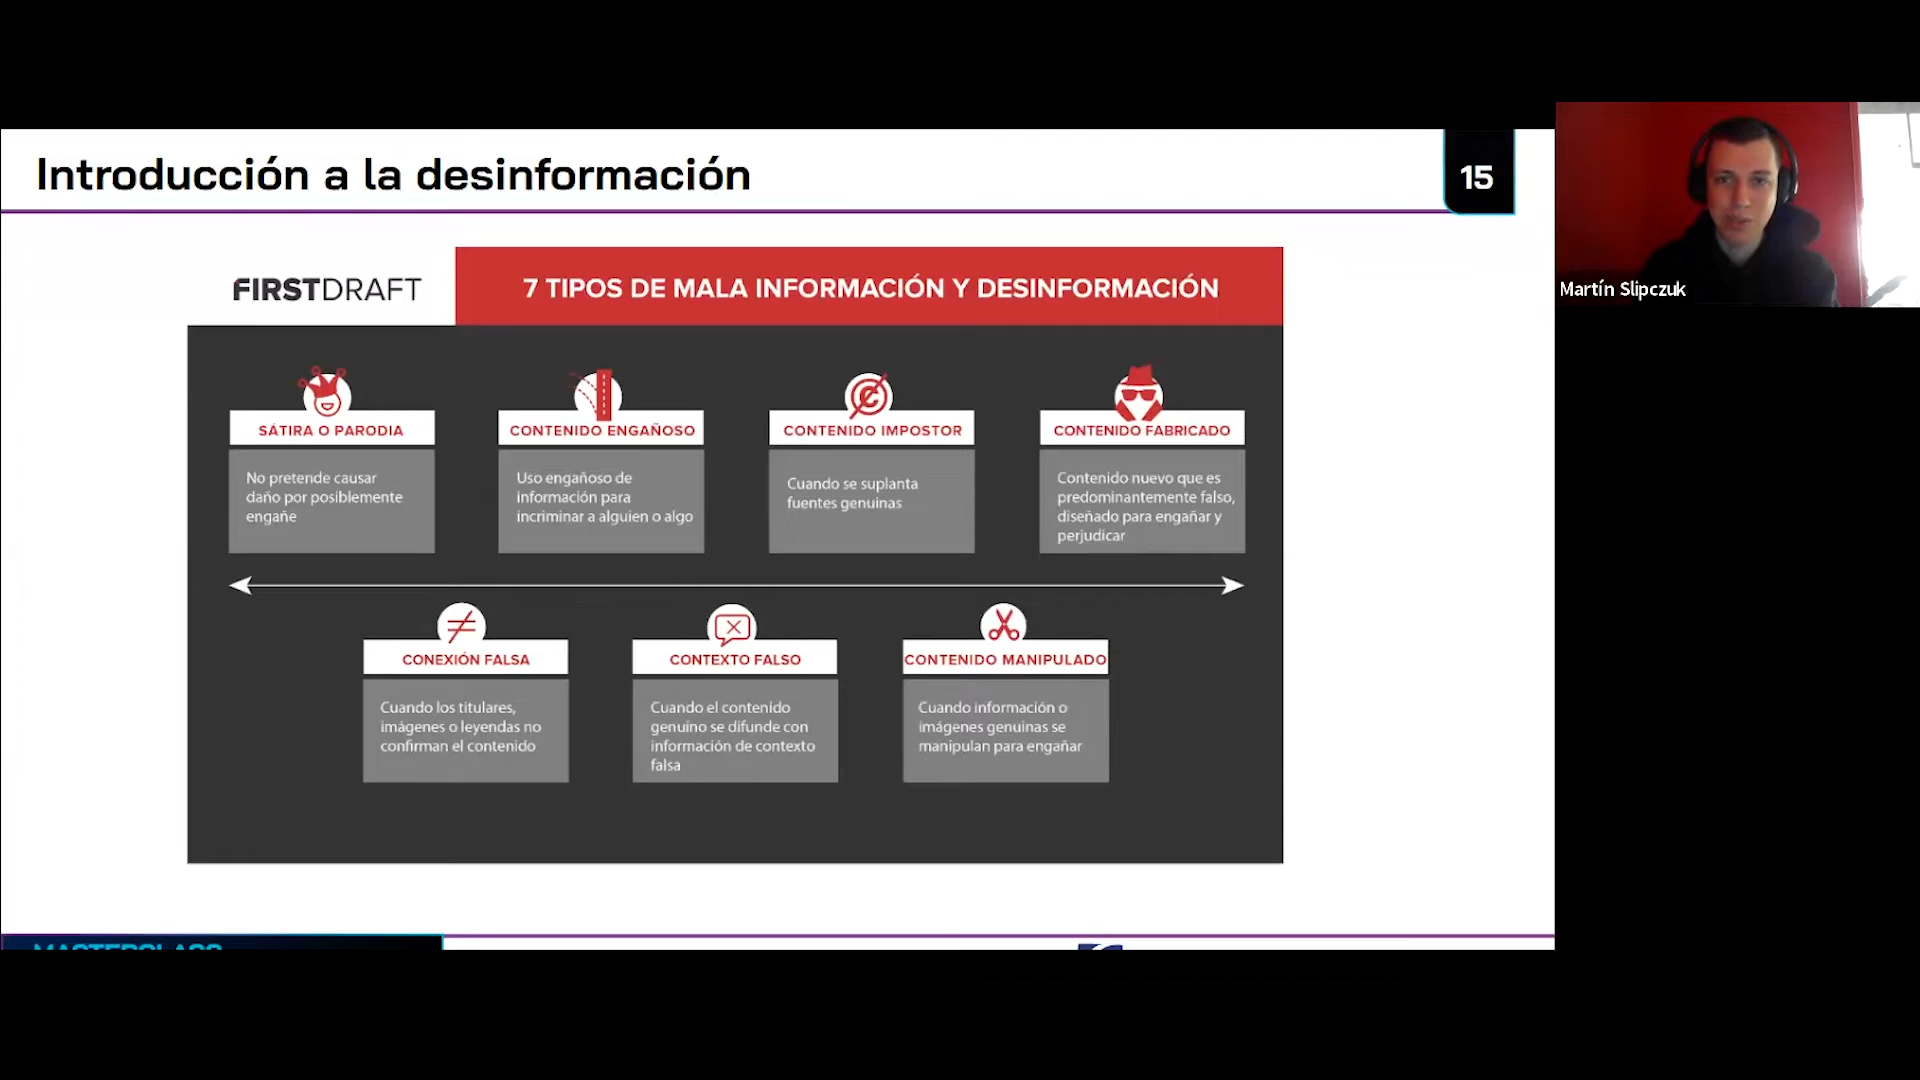 Introducción a la desinformación
15
FIRSTDRAFT
7 TIPOS DE MALA INFORMACIÓN Y DESINFORMACIÓN
SÁTIRA O PARODIA
No pretende causar
daño por posiblemente
engañe
CONTENIDO ENGAÑOSO
Uso engañoso de
información para
incriminar a alguien o algo
CONTENIDO IMPOSTOR
Cuando se suplanta
fuentes genuinas
CONTENIDO FABRICADO
Contenido nuevo que es
predominantemente falso,
diseñado para engañar y
perjudicar
CONEXIÓN FALSA
Cuando los titulares,
imágenes o leyendas no
confirman el contenido
CONTEXTO FALSO
Cuando el contenido
genuino se difunde con
información de contexto
falsa
CONTENIDO MANIPULADO
Cuando información o
imágenes genuinas se
manipulan para engañar
MASTERCLASS
Martín Slipczuk